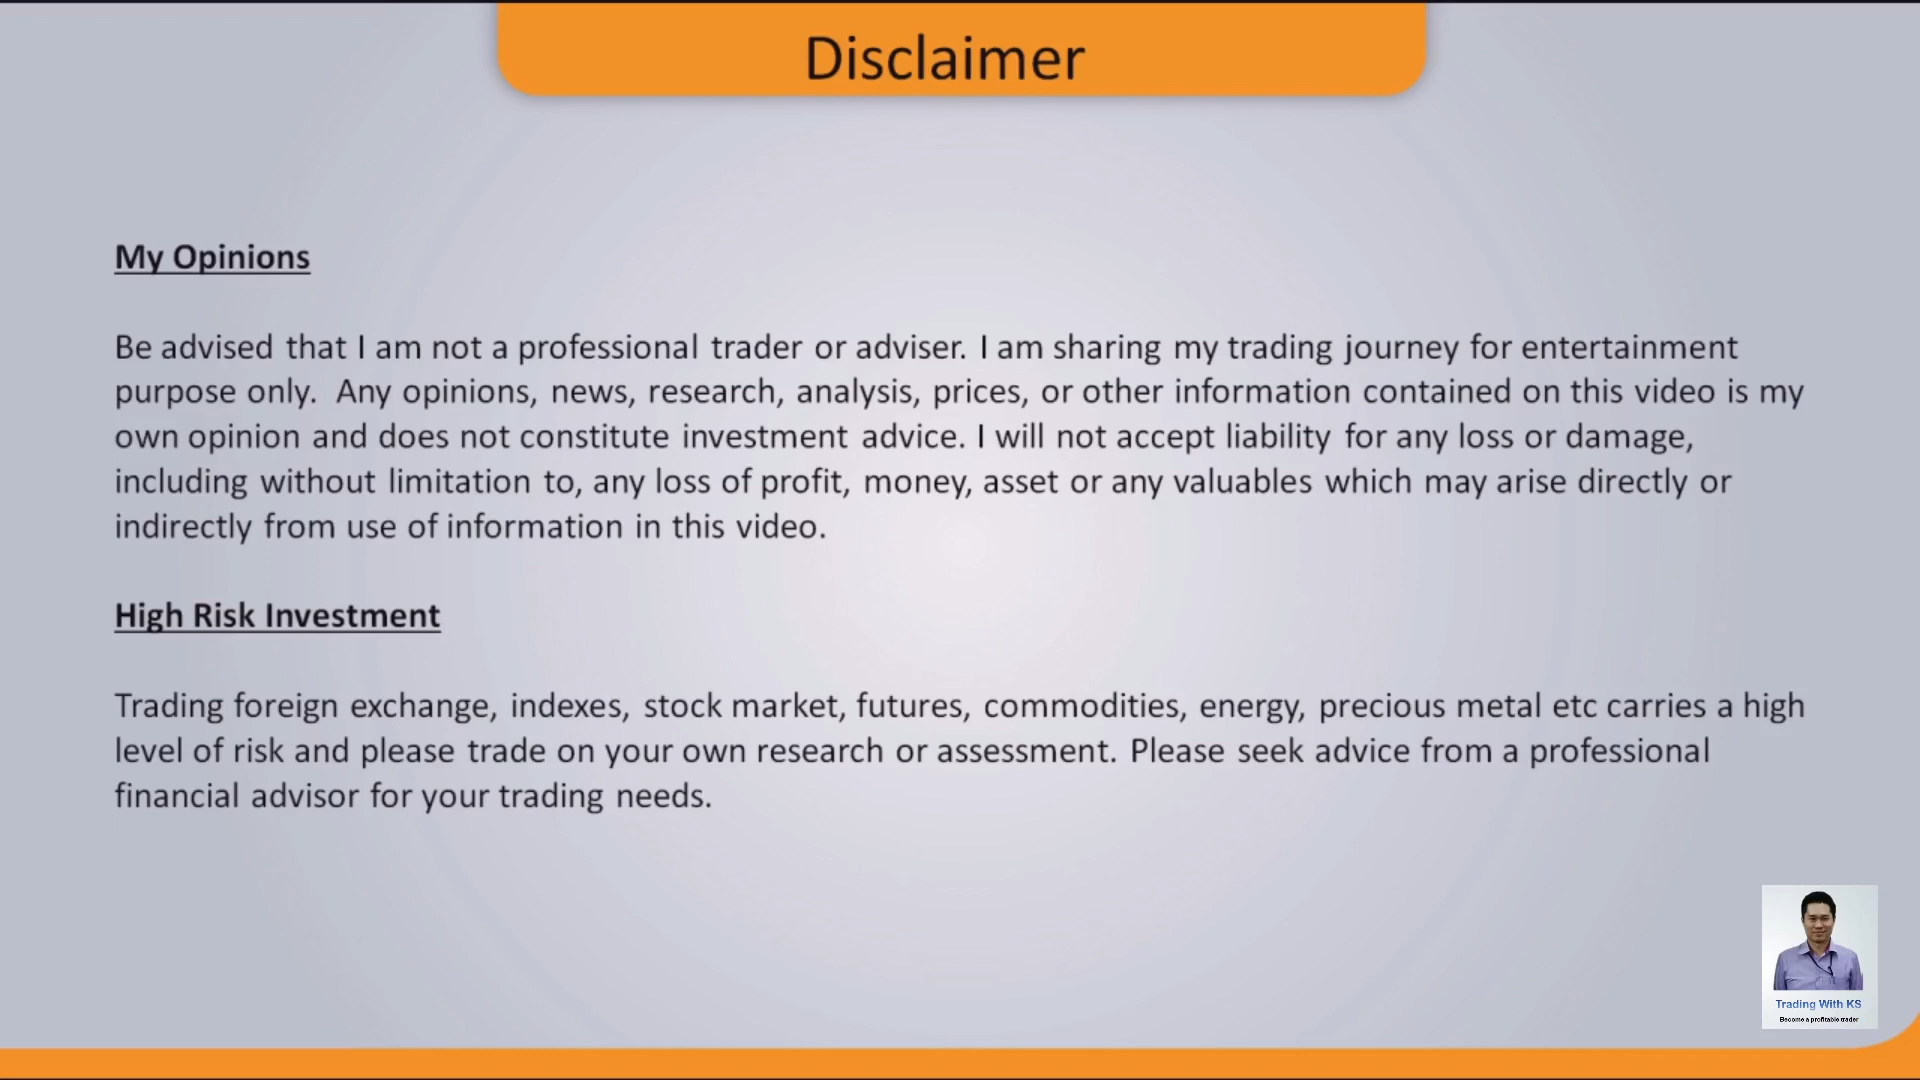 Disclaimer
My Opinions
Be advised that I am not a professional trader or adviser. I am sharing my trading journey for entertainment
purpose only.  Any opinions, news, research, analysis, prices, or other information contained on this video is my
own opinion and does not constitute investment advice. I will not accept liability for any loss or damage,
including without limitation to, any loss of profit, money, asset or any valuables which may arise directly or
indirectly from use of information in this video.
High Risk Investment
Trading foreign exchange, indexes, stock market, futures, commodities, energy, precious metal etc carries a high
level of risk and please trade on your own research or assessment. Please seek advice from a professional
financial advisor for your trading needs.
Trading With KS
Become a profitable trader